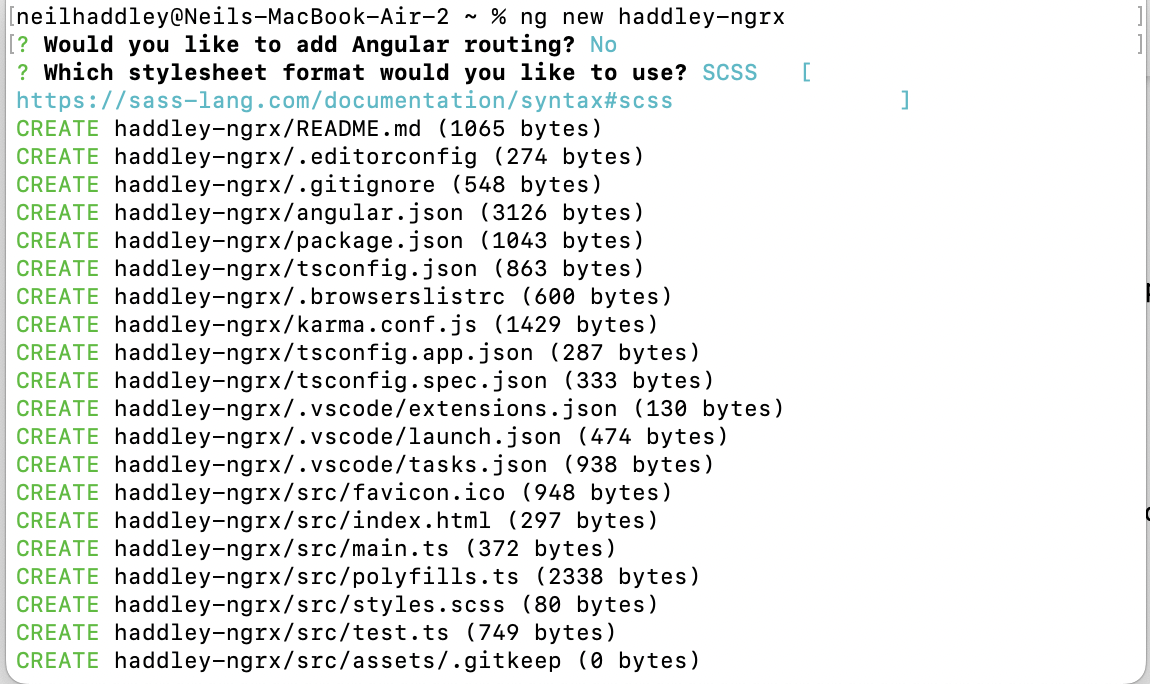 [neilhaddley@Neils-MacBook-Air-2 ~ % ng new haddley-ngrx ]
[? Would you like to add Angular routing? No ]
? Which stylesheet format would you like to use? SCSS   [
https://sass-lang.com/documentation/syntax#scss                ]
CREATE haddley-ngrx/README.md (1065 bytes)
CREATE haddley-ngrx/.editorconfig (274 bytes)
CREATE haddley-ngrx/.gitignore (548 bytes)
CREATE haddley-ngrx/angular.json (3126 bytes)
CREATE haddley-ngrx/package.json (1043 bytes)
CREATE haddley-ngrx/tsconfig.json (863 bytes)
CREATE haddley-ngrx/.browserslistrc (600 bytes)
CREATE haddley-ngrx/karma.conf.js (1429 bytes)
CREATE haddley-ngrx/tsconfig.app.json (287 bytes)
CREATE haddley-ngrx/tsconfig.spec.json (333 bytes)
CREATE haddley-ngrx/.vscode/extensions.json (130 bytes)
CREATE haddley-ngrx/.vscode/launch.json (474 bytes)
CREATE haddley-ngrx/.vscode/tasks.json (938 bytes)
CREATE haddley-ngrx/src/favicon.ico (948 bytes)
CREATE haddley-ngrx/src/index.html (297 bytes)
CREATE haddley-ngrx/src/main.ts (372 bytes)
CREATE haddley-ngrx/src/polyfills.ts (2338 bytes)
CREATE haddley-ngrx/src/styles.scss (80 bytes)
CREATE haddley-ngrx/src/test.ts (749 bytes)
CREATE haddley-ngrx/src/assets/.gitkeep (0 bytes)